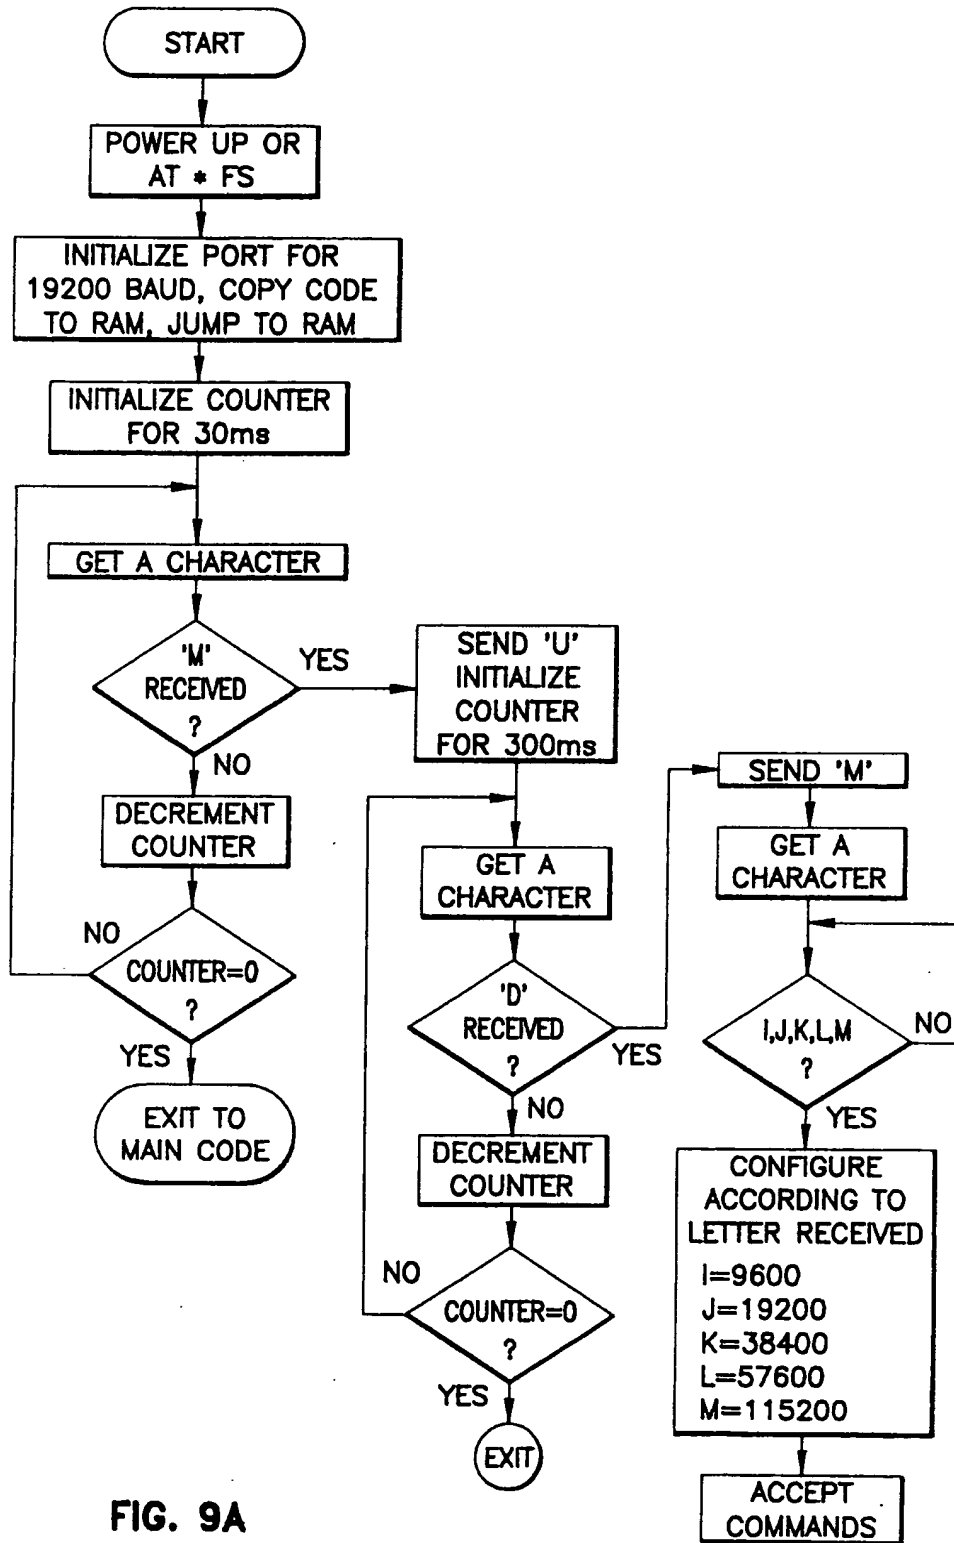 START
POWER UP OR
AT * FS
INITIALIZE PORT FOR
19200 BAUD, COPY CODE
TO RAM, JUMP TO RAM
INITIALIZE COUNTER
FOR 30ms
GET A CHARACTER
'M'
RECEIVED
?
YES
NO
DECREMENT
COUNTER
NO
COUNTER=0
?
YES
EXIT TO
MAIN CODE
SEND 'U'
INITIALIZE
COUNTER
FOR 300ms
GET A
CHARACTER
'D'
RECEIVED
?
YES
NO
DECREMENT
COUNTER
NO
COUNTER=0
?
YES
EXIT
SEND 'M'
GET A
CHARACTER
I,J,K,L,M
?
NO
YES
CONFIGURE
ACCORDING TO
LETTER RECEIVED
I=9600
J=19200
K=38400
L=57600
M=115200
ACCEPT
COMMANDS
FIG. 9A